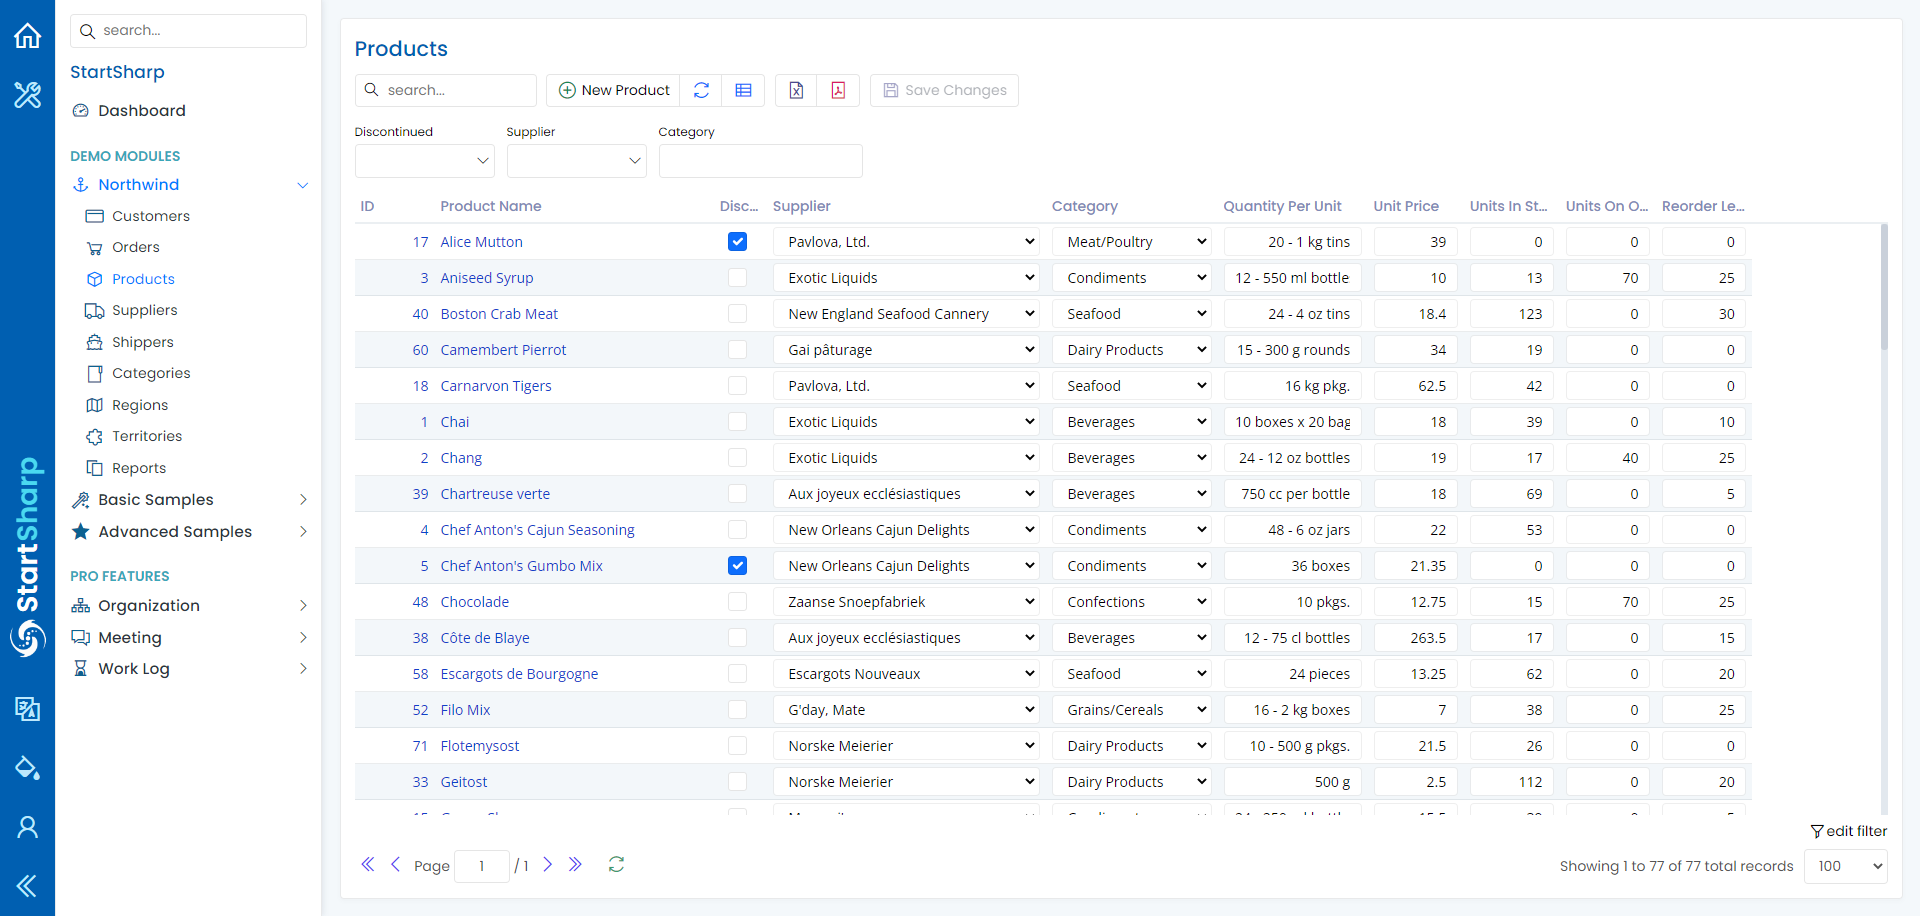 search...
StartSharp
Dashboard
DEMO MODULES
Northwind
Customers
Orders
Products
Suppliers
Shippers
Categories
Regions
Territories
Reports
Basic Samples
Advanced Samples
PRO FEATURES
Organization
Meeting
Work Log
StartSharp
Products
search...
New Product
Save Changes
Discontinued Supplier Category
ID Product Name Disc... Supplier Category Quantity Per Unit Unit Price Units In St... Units On O... Reorder Le...
17 Alice Mutton Pavlova, Ltd. Meat/Poultry 20 - 1 kg tins 39 0 0 0
3 Aniseed Syrup Exotic Liquids Condiments 12 - 550 ml bottle 10 13 70 25
40 Boston Crab Meat New England Seafood Cannery Seafood 24 - 4 oz tins 18.4 123 0 30
60 Camembert Pierrot Gai pâturage Dairy Products 15 - 300 g rounds 34 19 0 0
18 Carnarvon Tigers Pavlova, Ltd. Seafood 16 kg pkg. 62.5 42 0 0
1 Chai Exotic Liquids Beverages 10 boxes x 20 bag 18 39 0 10
2 Chang Exotic Liquids Beverages 24 - 12 oz bottles 19 17 40 25
39 Chartreuse verte Aux joyeux ecclésiastiques Beverages 750 cc per bottle 18 69 0 5
4 Chef Anton's Cajun Seasoning New Orleans Cajun Delights Condiments 48 - 6 oz jars 22 53 0 0
5 Chef Anton's Gumbo Mix New Orleans Cajun Delights Condiments 36 boxes 21.35 0 0 0
48 Chocolade Zaanse Snoepfabriek Confections 10 pkgs. 12.75 15 70 25
38 Côte de Blaye Aux joyeux ecclésiastiques Beverages 12 - 75 cl bottles 263.5 17 0 15
58 Escargots de Bourgogne Escargots Nouveaux Seafood 24 pieces 13.25 62 0 20
52 Filo Mix G'day, Mate Grains/Cereals 16 - 2 kg boxes 7 38 0 25
71 Flotemysost Norske Meierier Dairy Products 10 - 500 g pkgs. 21.5 26 0 0
33 Geitost Norske Meierier Dairy Products 500 g 2.5 112 0 20
edit filter
Page 1 / 1
Showing 1 to 77 of 77 total records 100